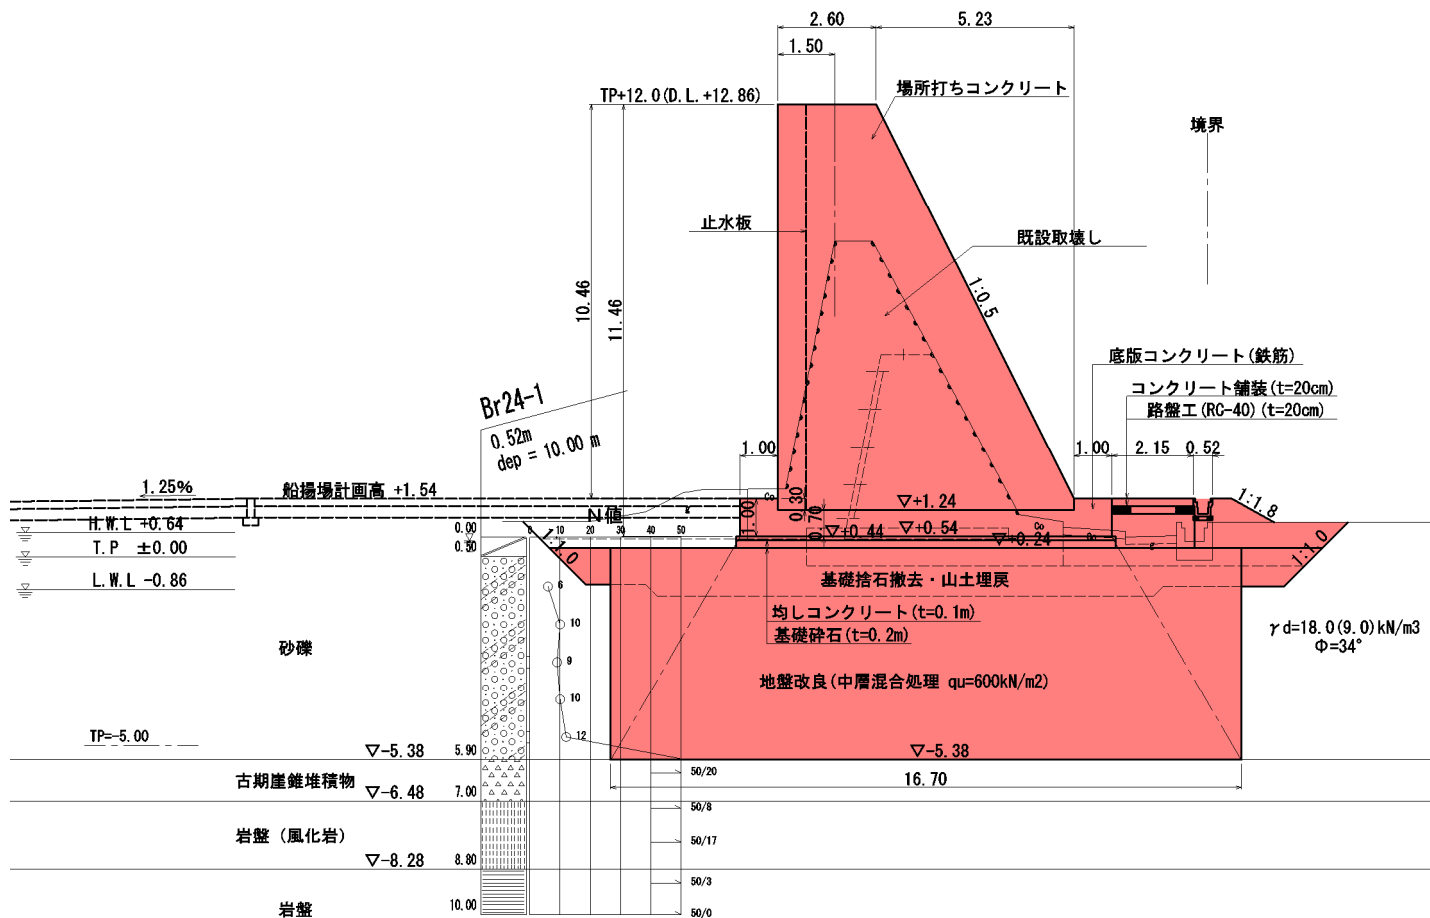 2.60
5.23
1.50
TP+12.0(D.L.+12.86)
場所打ちコンクリート
境界
止水板
既設取壊し
10.46
11.46
1:0.5
底版コンクリート(鉄筋)
コンクリート舗装(t=20cm)
路盤工(RC-40)(t=20cm)
Br24-1
0.52m
dep = 10.00 m
1.00
1.00
2.15
0.52
1.25%
船揚場計画高 +1.54
Co
1:1.8
N値
1.00
0.30
0.70
▽+1.24
▽+0.54
▽+0.44
▽+0.24
Co
Co
H.W.L +0.64
T.P ±0.00
L.W.L -0.86
0.00
0.50
0
10
20
30
40
50
1:1.0
1:1.0
基礎捨石撤去・山土埋戻
均しコンクリート(t=0.1m)
基礎砕石(t=0.2m)
6
10
9
10
12
γd=18.0(9.0)kN/m3
Φ=34°
砂礫
地盤改良(中層混合処理 qu=600kN/m2)
TP=-5.00
▽-5.38
5.90
▽-5.38
50/20
16.70
古期崖錐堆積物
▽-6.48
7.00
50/8
岩盤（風化岩）
50/17
▽-8.28
8.80
50/3
岩盤
10.00
50/0